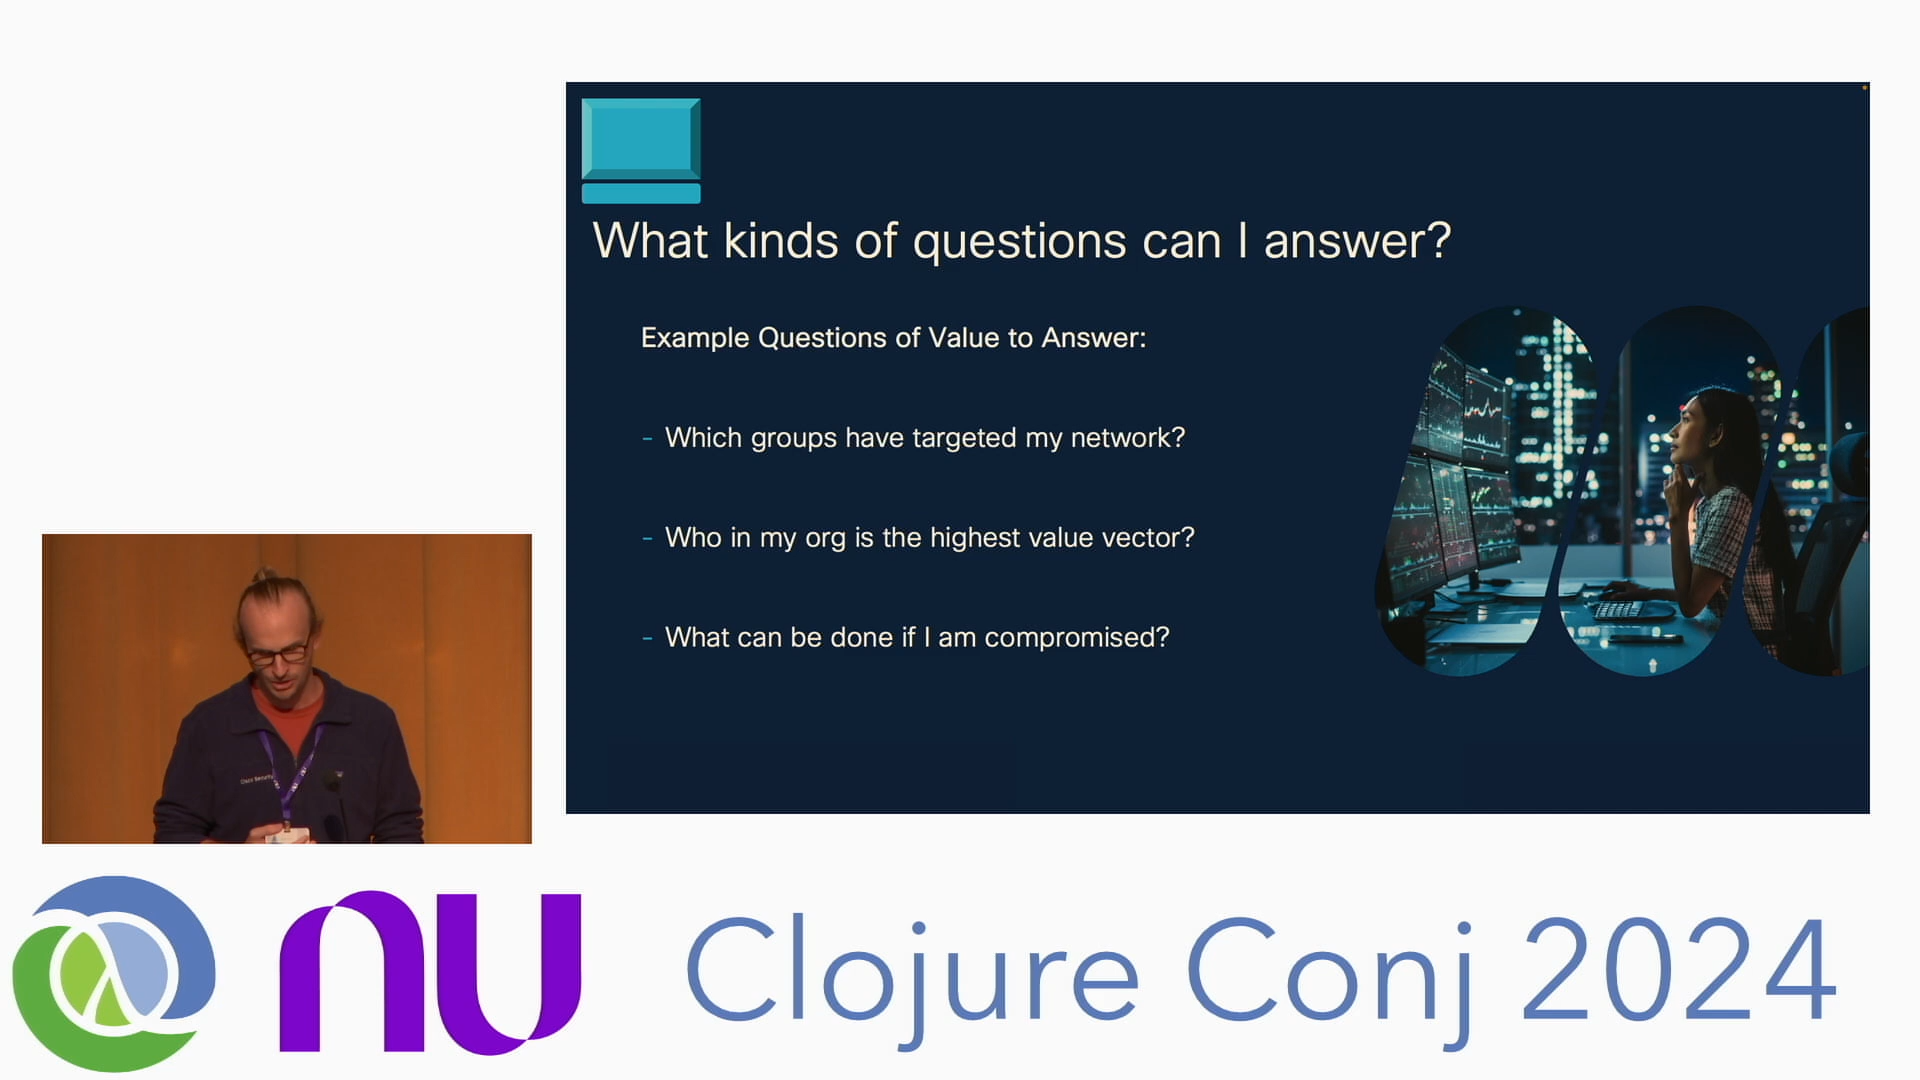 What kinds of questions can I answer?
Example Questions of Value to Answer:
- Which groups have targeted my network?
- Who in my org is the highest value vector?
- What can be done if I am compromised?
Cisco Security
nu
Clojure Conj 2024